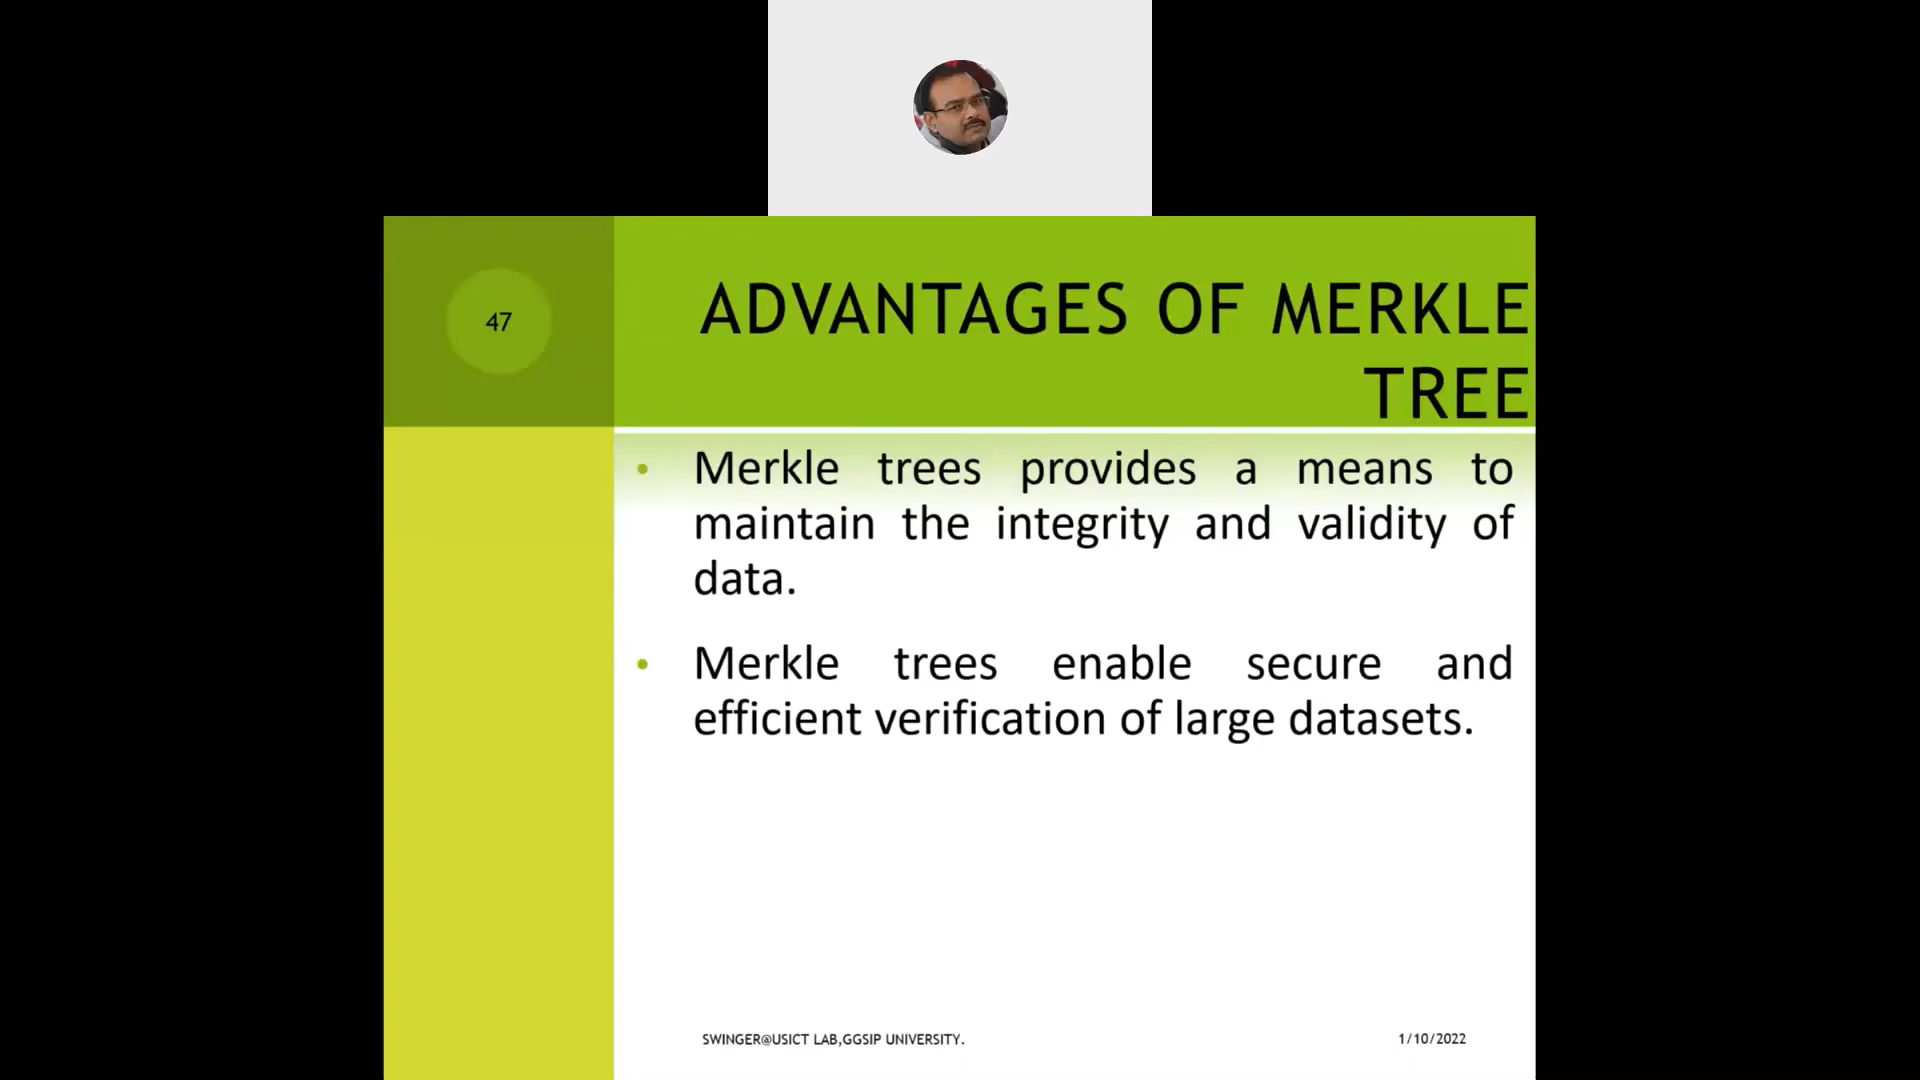 47
ADVANTAGES OF MERKLE
TREE
• Merkle trees provides a means to
maintain the integrity and validity of
data.
• Merkle trees enable secure and
efficient verification of large datasets.
SWINGER@USICT LAB,GGSIP UNIVERSITY.
1/10/2022